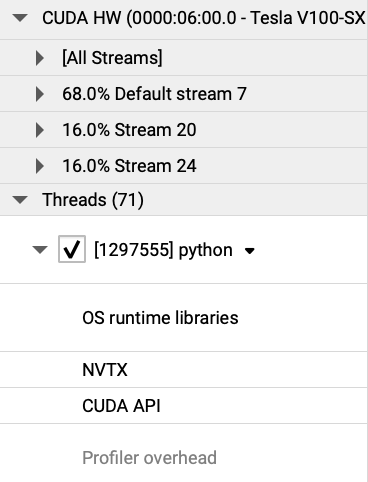 CUDA HW (0000:06:00.0 - Tesla V100-SX
[All Streams]
68.0% Default stream 7
16.0% Stream 20
16.0% Stream 24
Threads (71)
[1297555] python
OS runtime libraries
NVTX
CUDA API
Profiler overhead